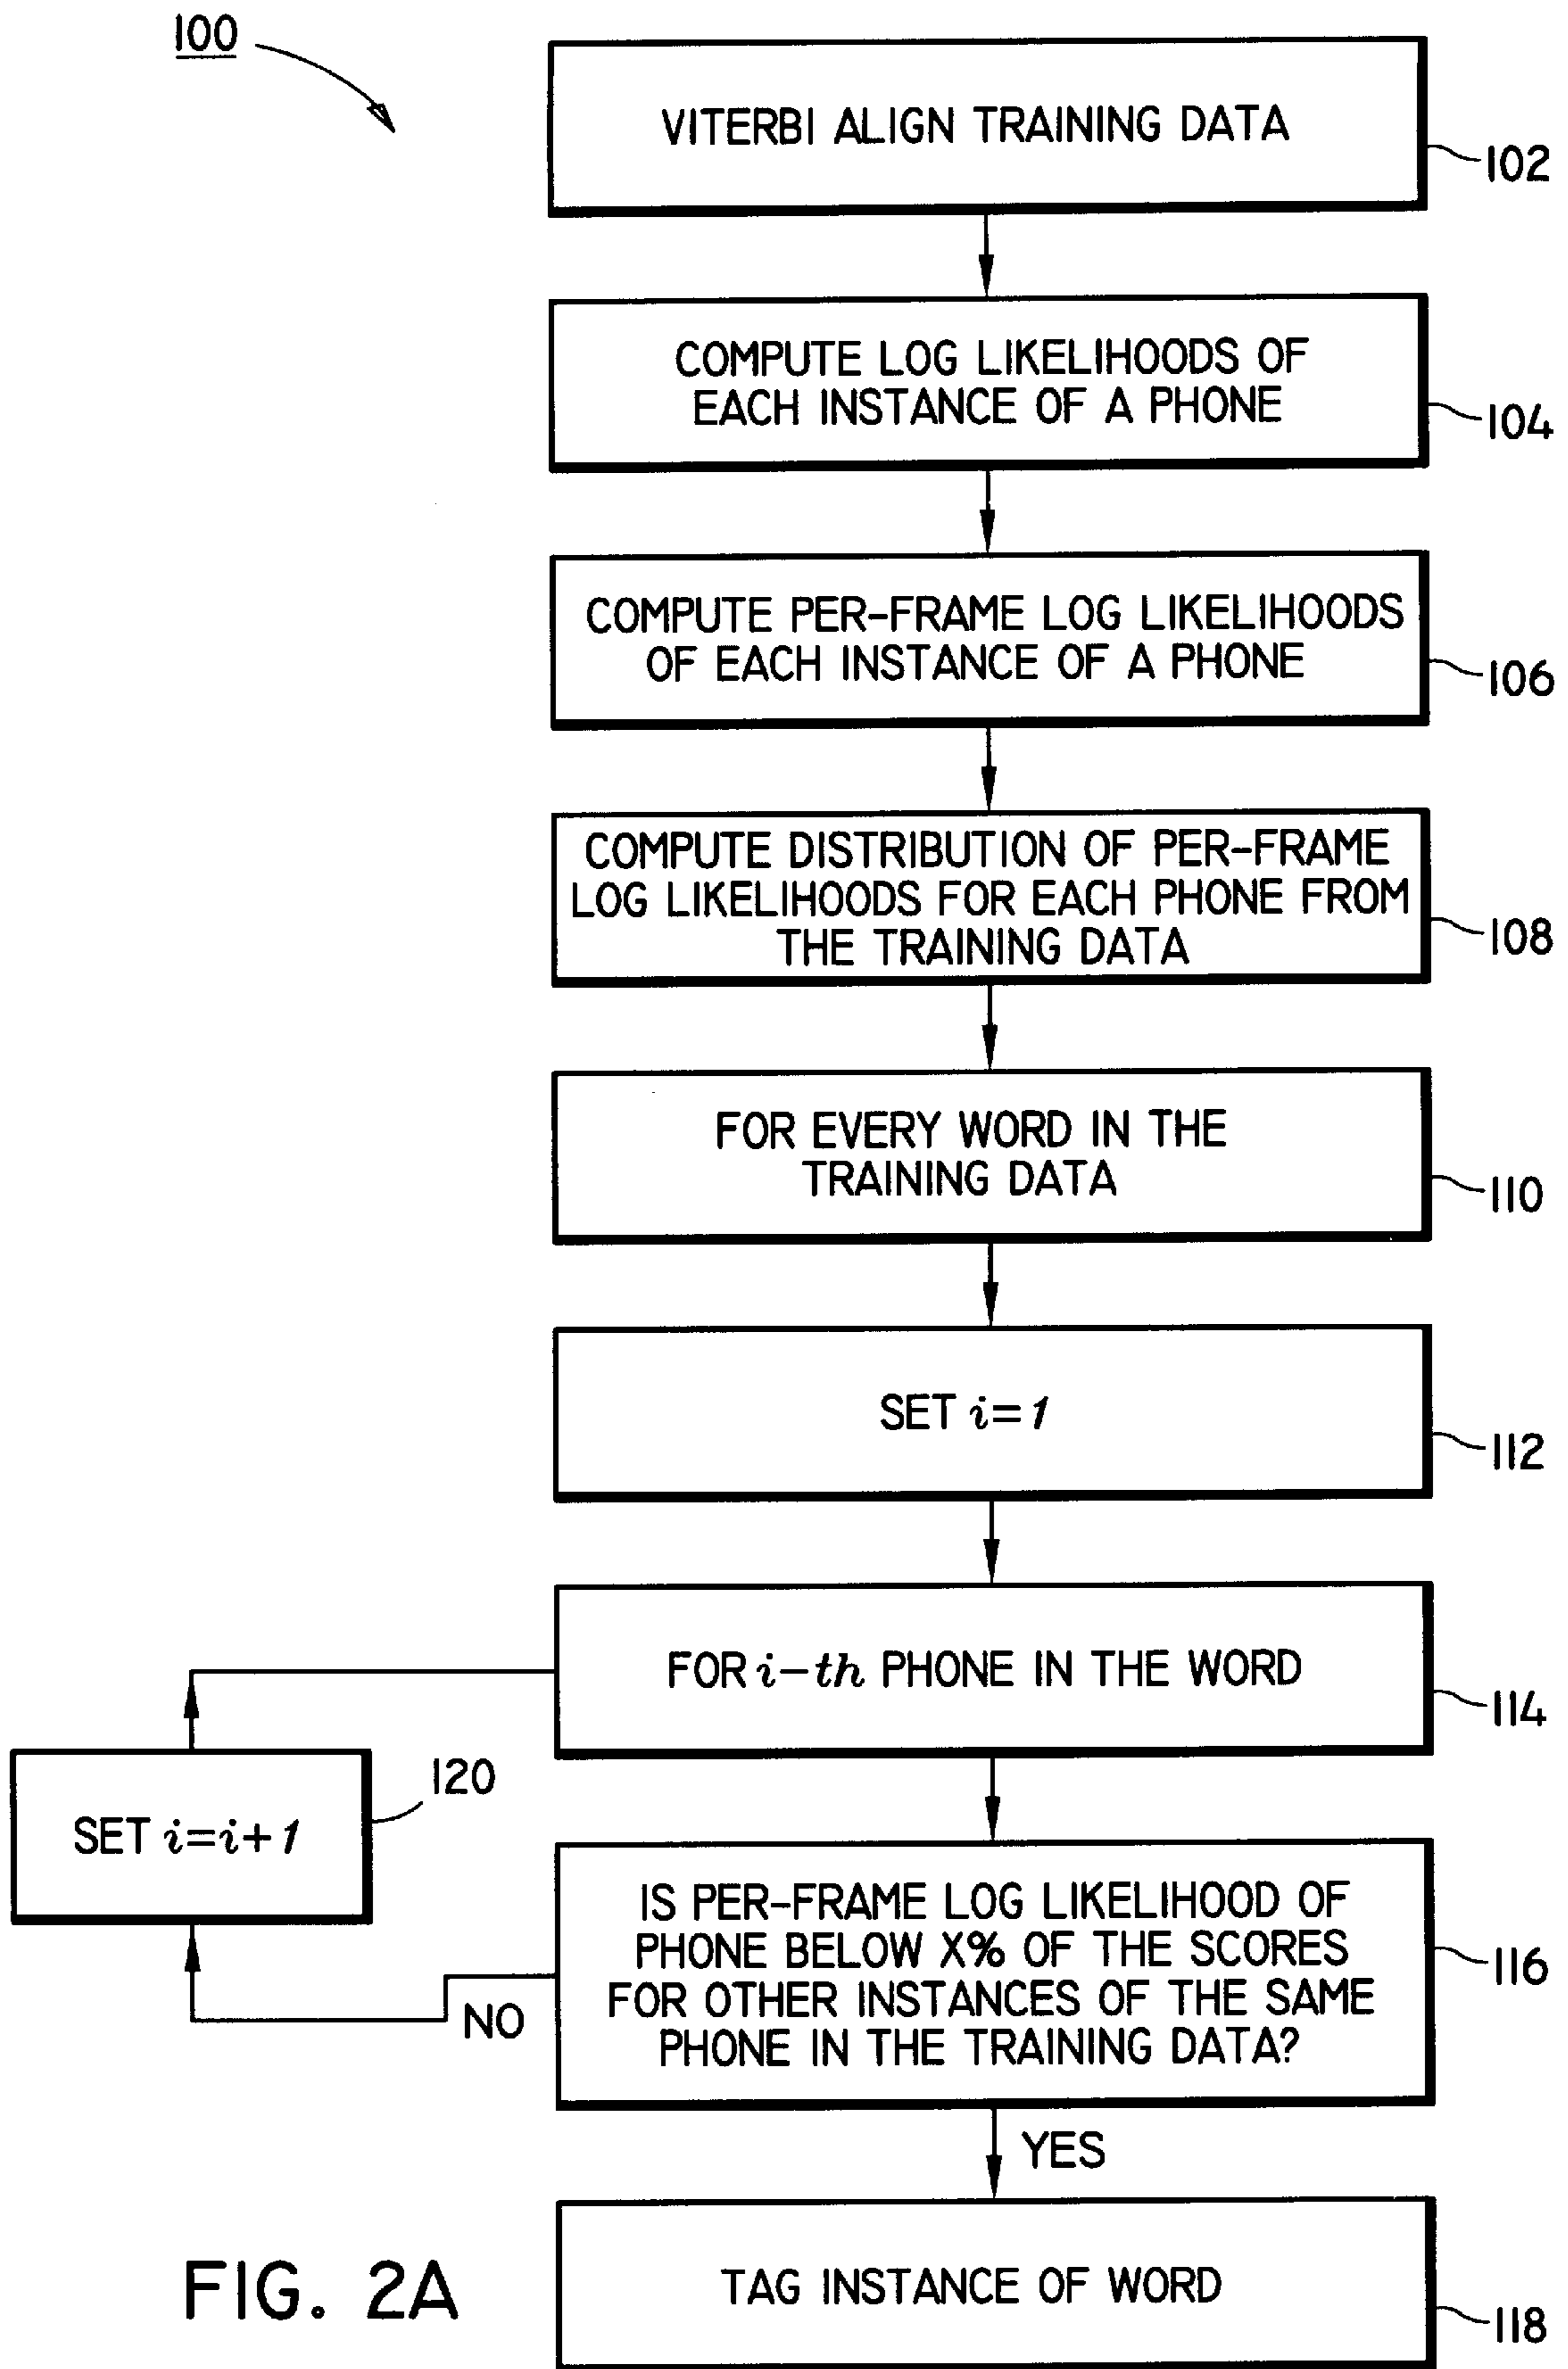 100
VITERBI ALIGN TRAINING DATA
102
COMPUTE LOG LIKELIHOODS OF
EACH INSTANCE OF A PHONE
104
COMPUTE PER-FRAME LOG LIKELIHOODS
OF EACH INSTANCE OF A PHONE
106
COMPUTE DISTRIBUTION OF PER-FRAME
LOG LIKELIHOODS FOR EACH PHONE FROM
THE TRAINING DATA
108
FOR EVERY WORD IN THE
TRAINING DATA
110
SET i=1
112
FOR i-th PHONE IN THE WORD
114
120
SET i=i+1
IS PER-FRAME LOG LIKELIHOOD OF
PHONE BELOW X% OF THE SCORES
FOR OTHER INSTANCES OF THE SAME
PHONE IN THE TRAINING DATA?
116
NO
YES
TAG INSTANCE OF WORD
118
FIG. 2A